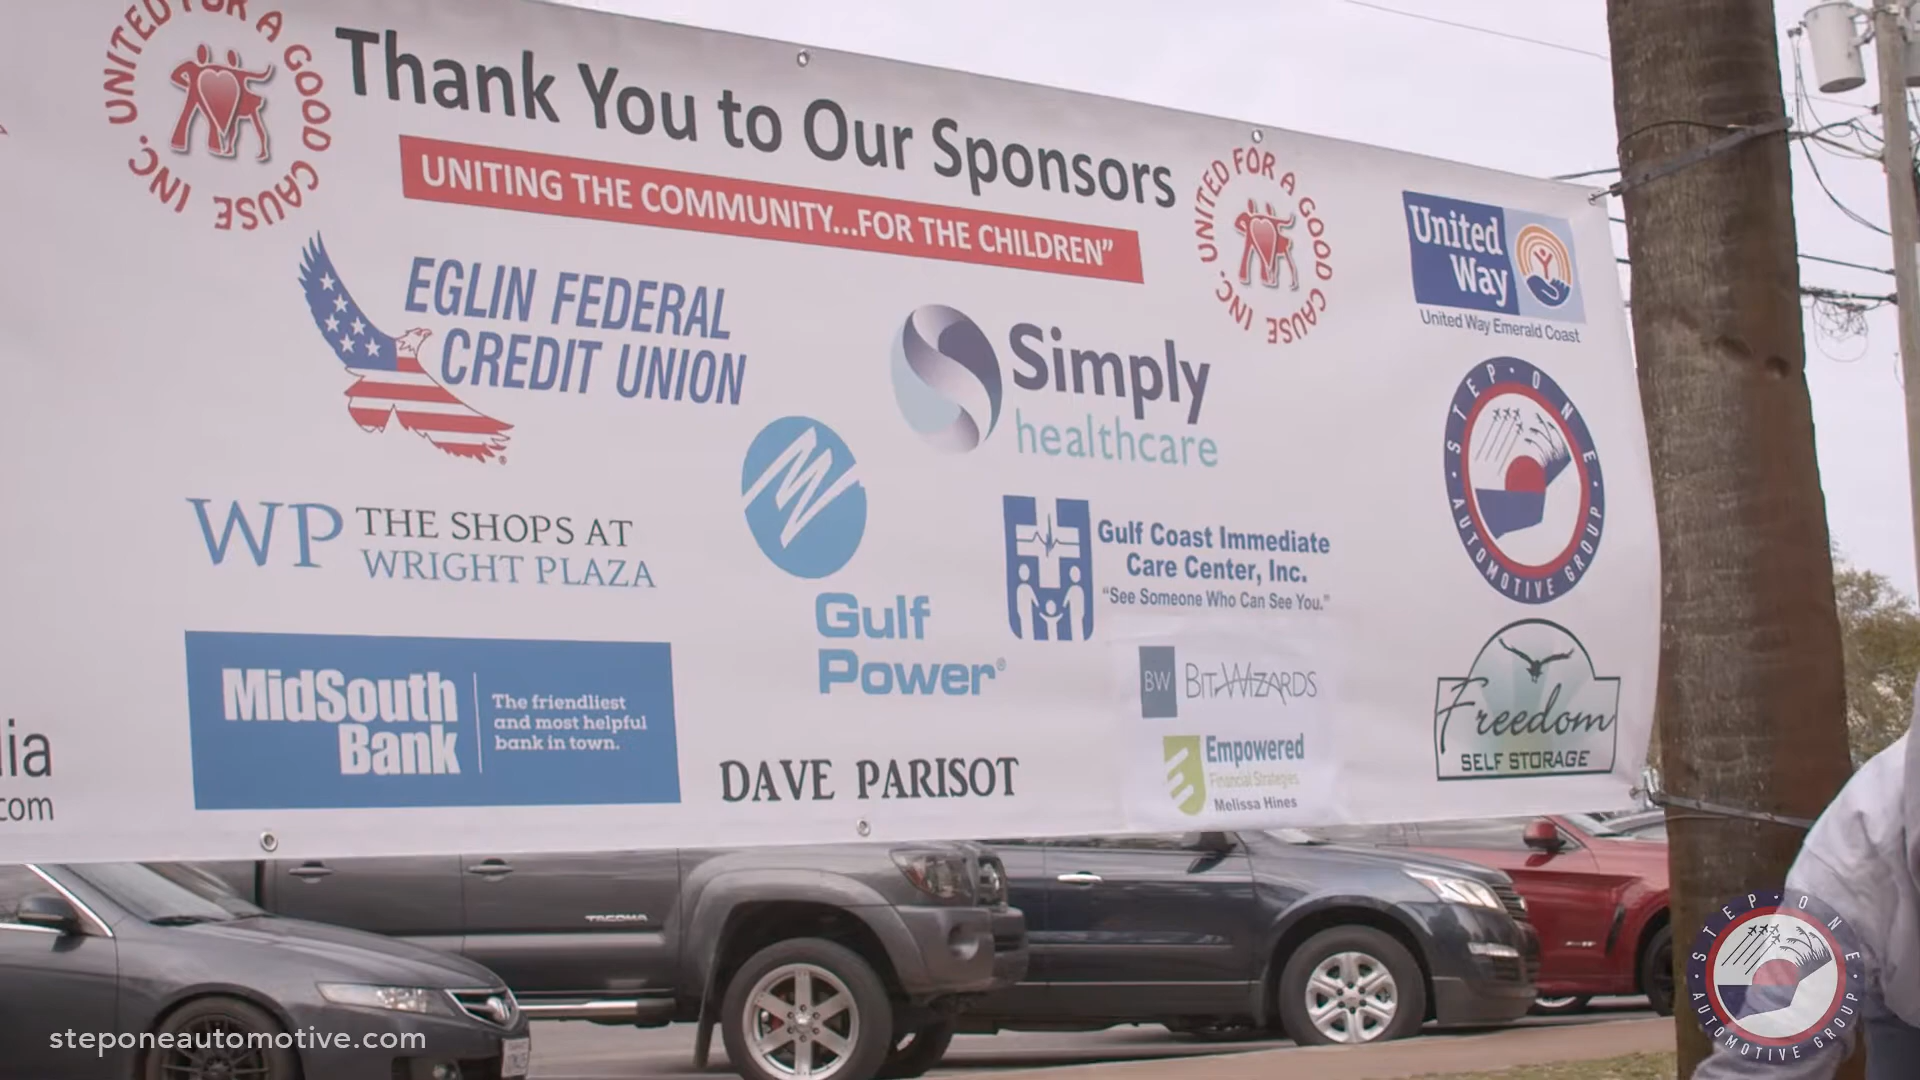 UNITED FOR A GOOD CAUSE INC.
Thank You to Our Sponsors
UNITING THE COMMUNITY...FOR THE CHILDREN”
UNITED FOR A GOOD CAUSE INC.
United
Way
United Way Emerald Coast
EGLIN FEDERAL
CREDIT UNION
®
Simply
healthcare
STEP · ONE
AUTOMOTIVE GROUP
WP THE SHOPS AT
WRIGHT PLAZA
Gulf
Power®
Gulf Coast Immediate
Care Center, Inc.
“See Someone Who Can See You.”
MidSouth
Bank
The friendliest
and most helpful
bank in town.
BW BIT-WIZARDS
Empowered
Financial Strategies
Melissa Hines
Freedom
SELF STORAGE
DAVE PARISOT
lia
.com
TACOMA
steponeautomotive.com
STEP · ONE
AUTOMOTIVE GROUP